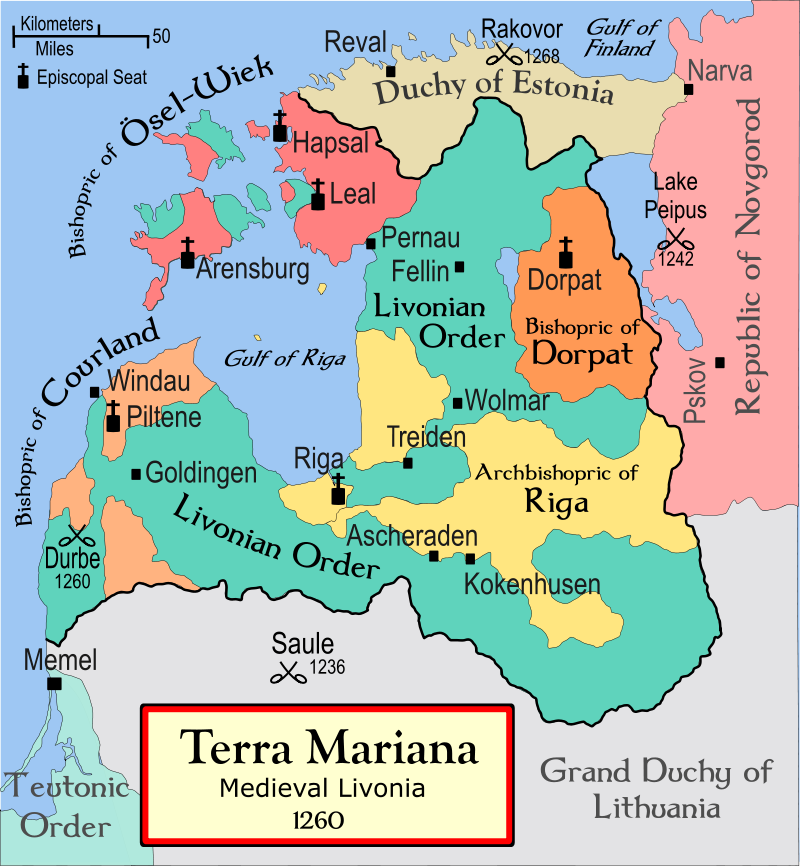 Kilometers
50
Miles
Episcopal Seat
Rakovor
1268
Gulf of
Finland
Reval
Narva
Duchy of Estonia
Bishopric of Ösel-Wiek
Hapsal
Leal
Arensburg
Lake
Peipus
1242
Republic of Novgorod
Pskov
Pernau
Fellin
Livonian
Order
Dorpat
Bishopric of
Dorpat
Gulf of Riga
Bishopric of Courland
Windau
Piltene
Goldingen
Wolmar
Treiden
Riga
Archbishopric of
Riga
Livonian Order
Ascheraden
Kokenhusen
Durbe
1260
Saule
1236
Memel
Teutonic
Order
Terra Mariana
Medieval Livonia
1260
Grand Duchy of
Lithuania